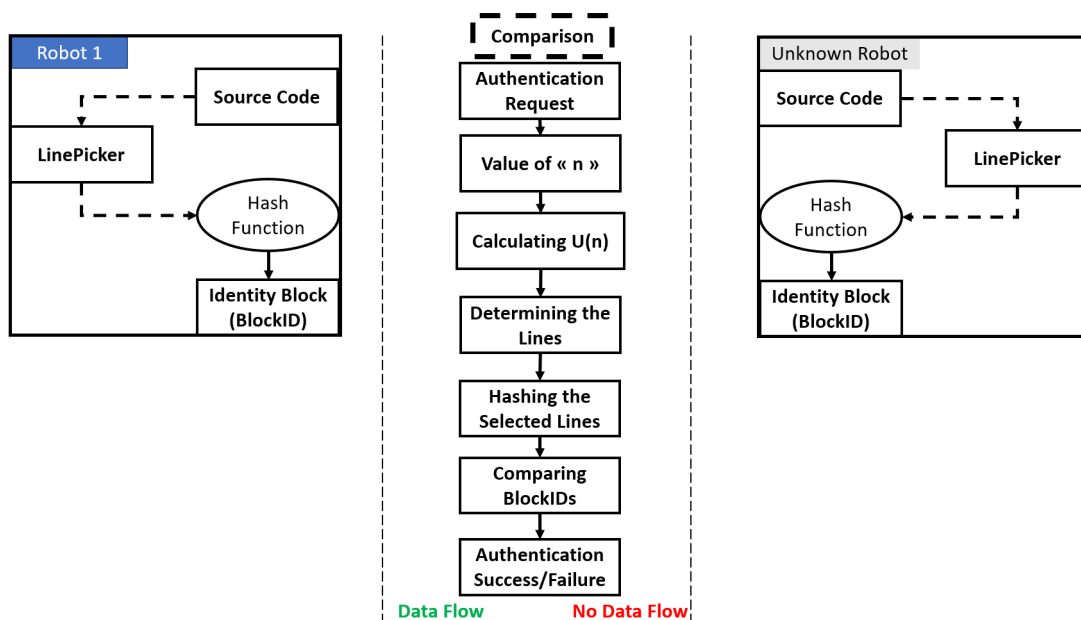 Robot 1
Source Code
LinePicker
Hash
Function
Identity Block
(BlockID)
Comparison
Authentication
Request
Value of « n »
Calculating U(n)
Determining the
Lines
Hashing the
Selected Lines
Comparing
BlockIDs
Authentication
Success/Failure
Data Flow
No Data Flow
Unknown Robot
Source Code
LinePicker
Hash
Function
Identity Block
(BlockID)